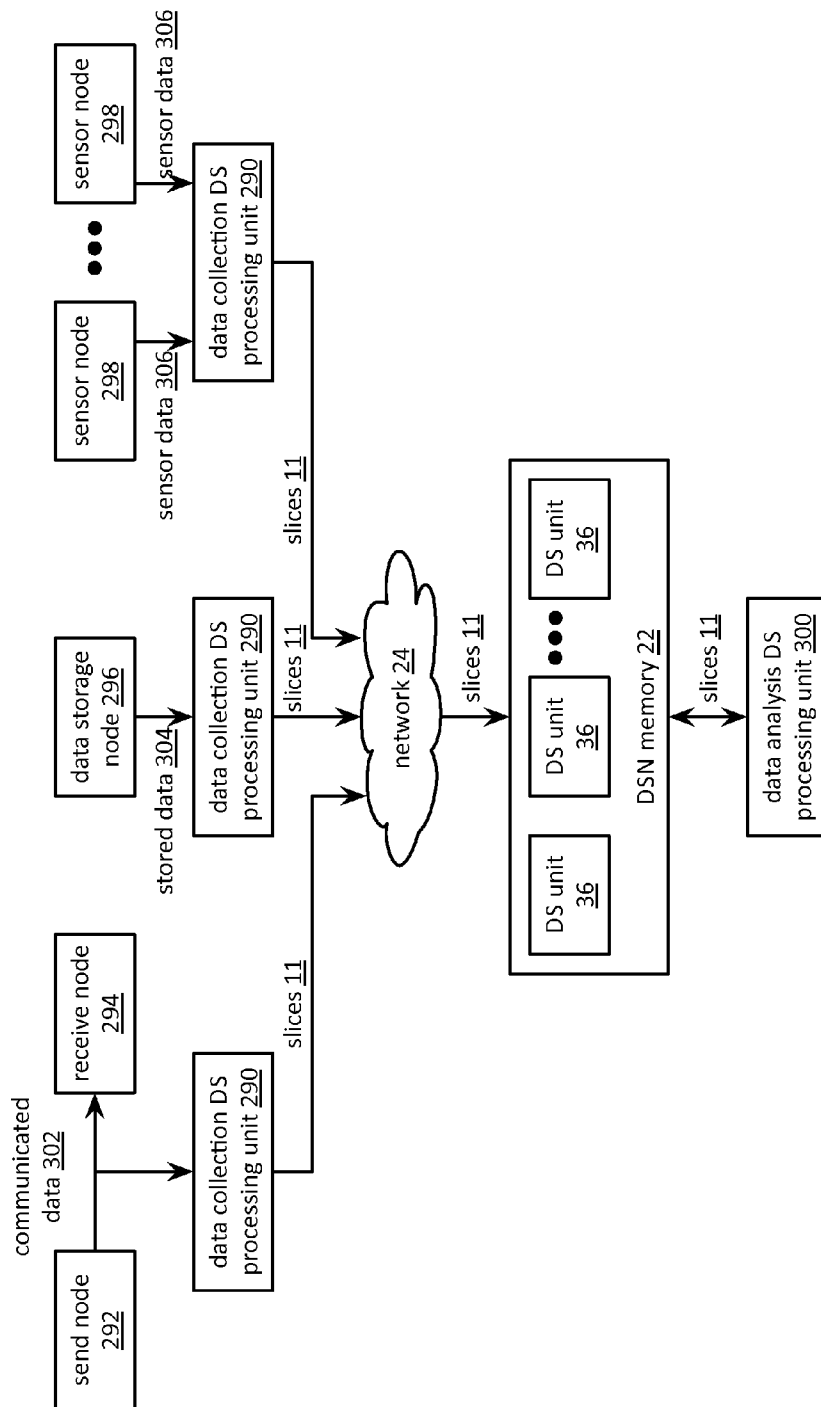 communicated
data 302
send node
292
receive node
294
data storage
node 296
sensor node
298
sensor node
298
stored data 304
sensor data 306
sensor data 306
data collection DS
processing unit 290
data collection DS
processing unit 290
data collection DS
processing unit 290
slices 11
slices 11
slices 11
network 24
slices 11
DS unit
36
DS unit
36
DS unit
36
DSN memory 22
slices 11
data analysis DS
processing unit 300